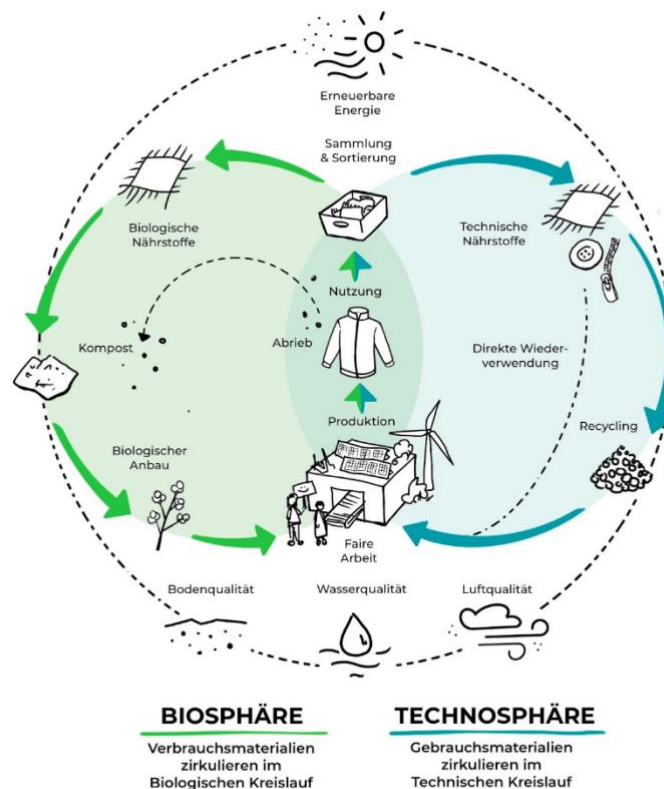 Erneuerbare
Energie
Sammlung
& Sortierung
Biologische
Nährstoffe
Technische
Nährstoffe
Nutzung
Kompost
Abrieb
Direkte Wieder-
verwendung
Produktion
Recycling
Biologischer
Anbau
Faire
Arbeit
Bodenqualität
Wasserqualität
Luftqualität
BIOSPHÄRE
Verbrauchsmaterialien
zirkulieren im
Biologischen Kreislauf
TECHNOSPHÄRE
Gebrauchsmaterialien
zirkulieren im
Technischen Kreislauf